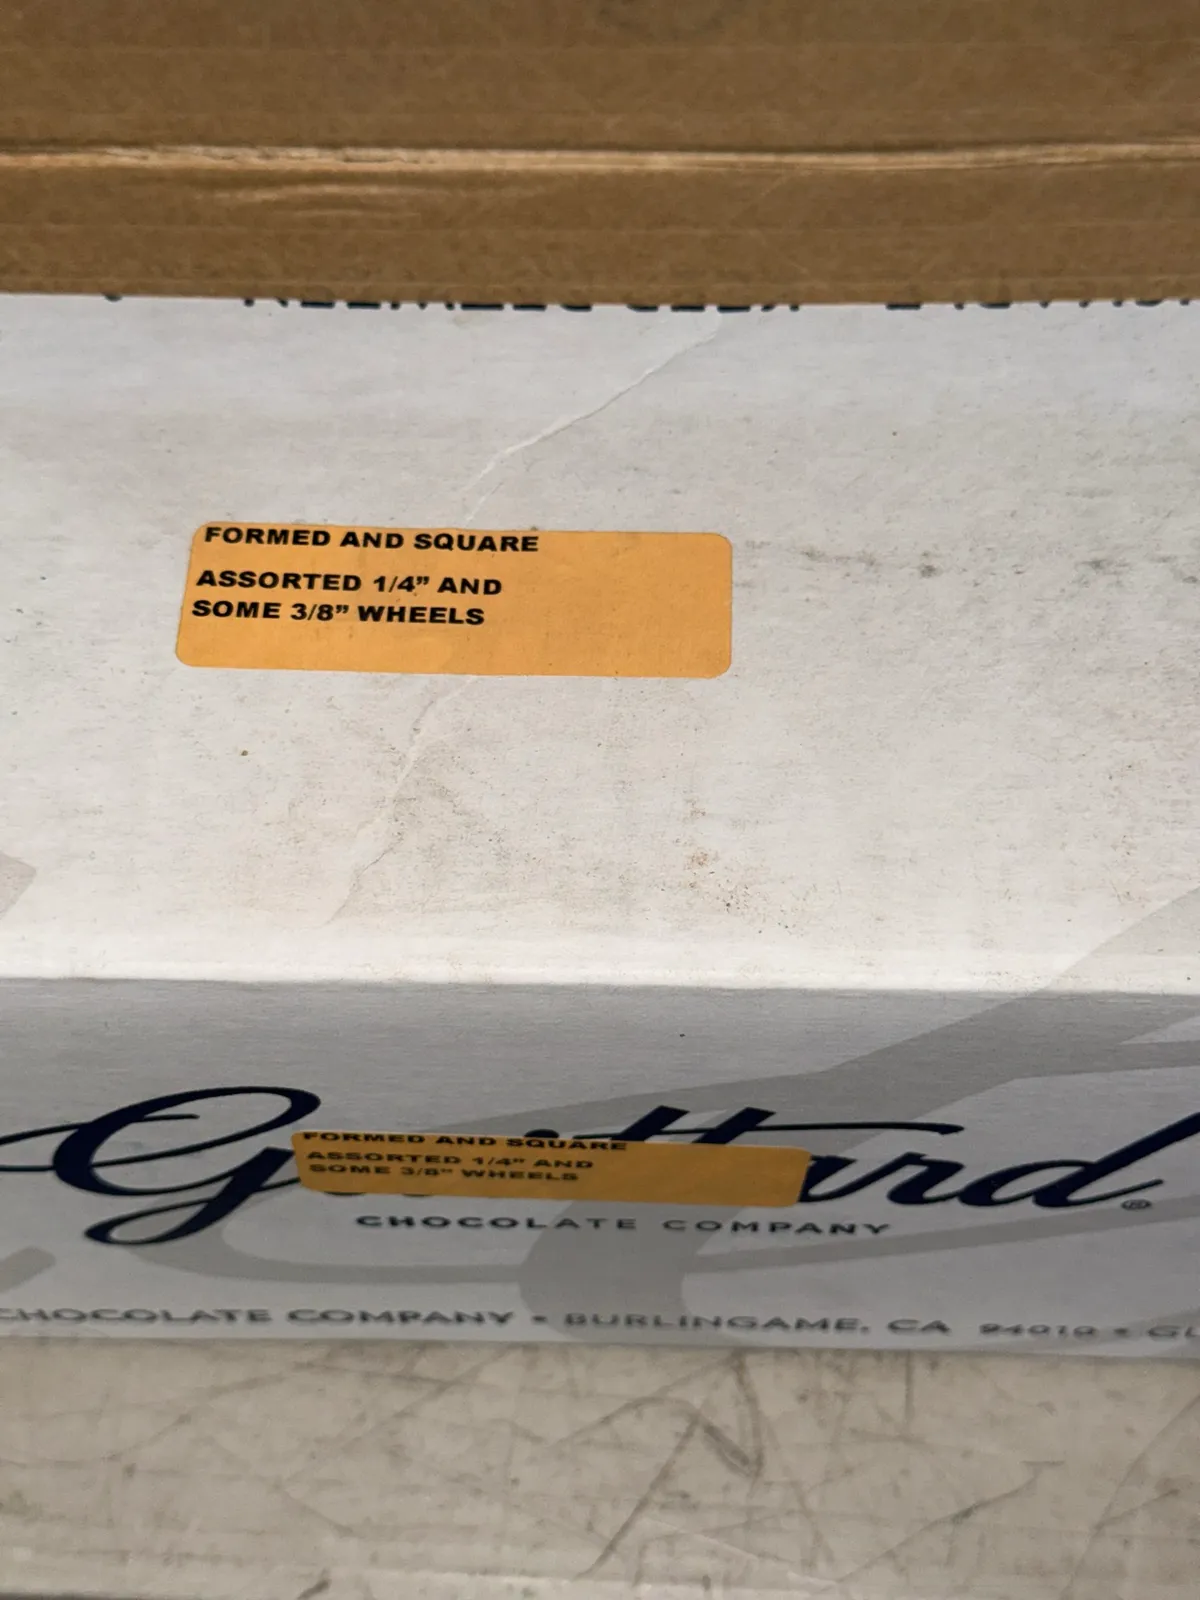 FORMED AND SQUARE
ASSORTED 1/4” AND
SOME 3/8” WHEELS
FORMED AND SQUARE
ASSORTED 1/4” AND
SOME 3/8” WHEELS
CHOCOLATE COMPANY
CHOCOLATE COMPANY • BURLINGAME, CA 94010 •